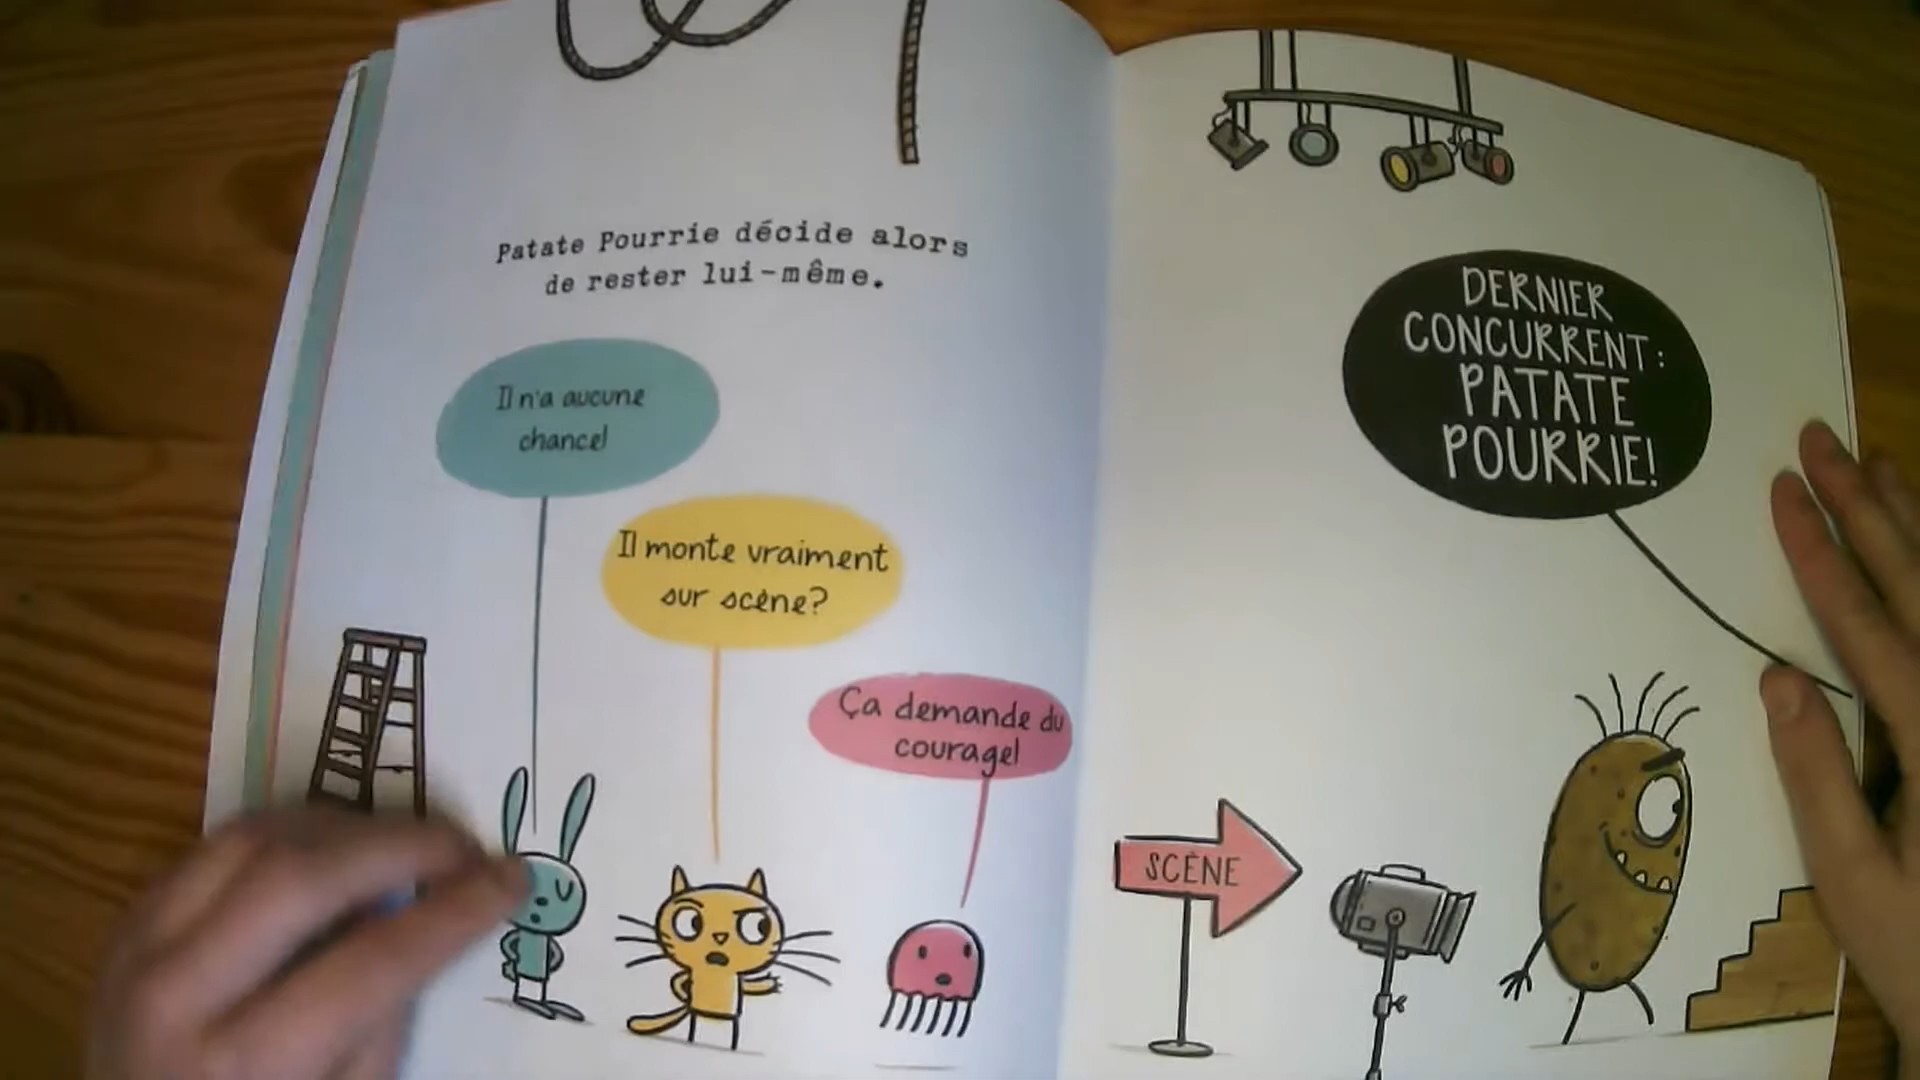 Patate Pourrie décide alors
de rester lui-même.
Il n'a aucune
chance!
Il monte vraiment
sur scène?
Ça demande du
courage!
DERNIER
CONCURRENT:
PATATE
POURRIE!
SCÈNE